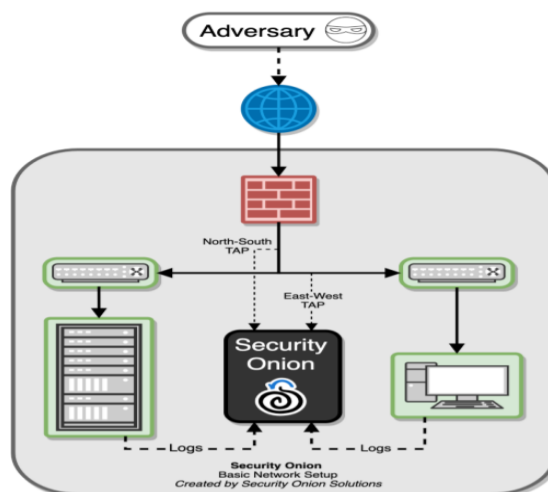 Adversary
North-South
TAP
East-West
TAP
Security
Onion
Logs
Logs
Security Onion
Basic Network Setup
Created by Security Onion Solutions